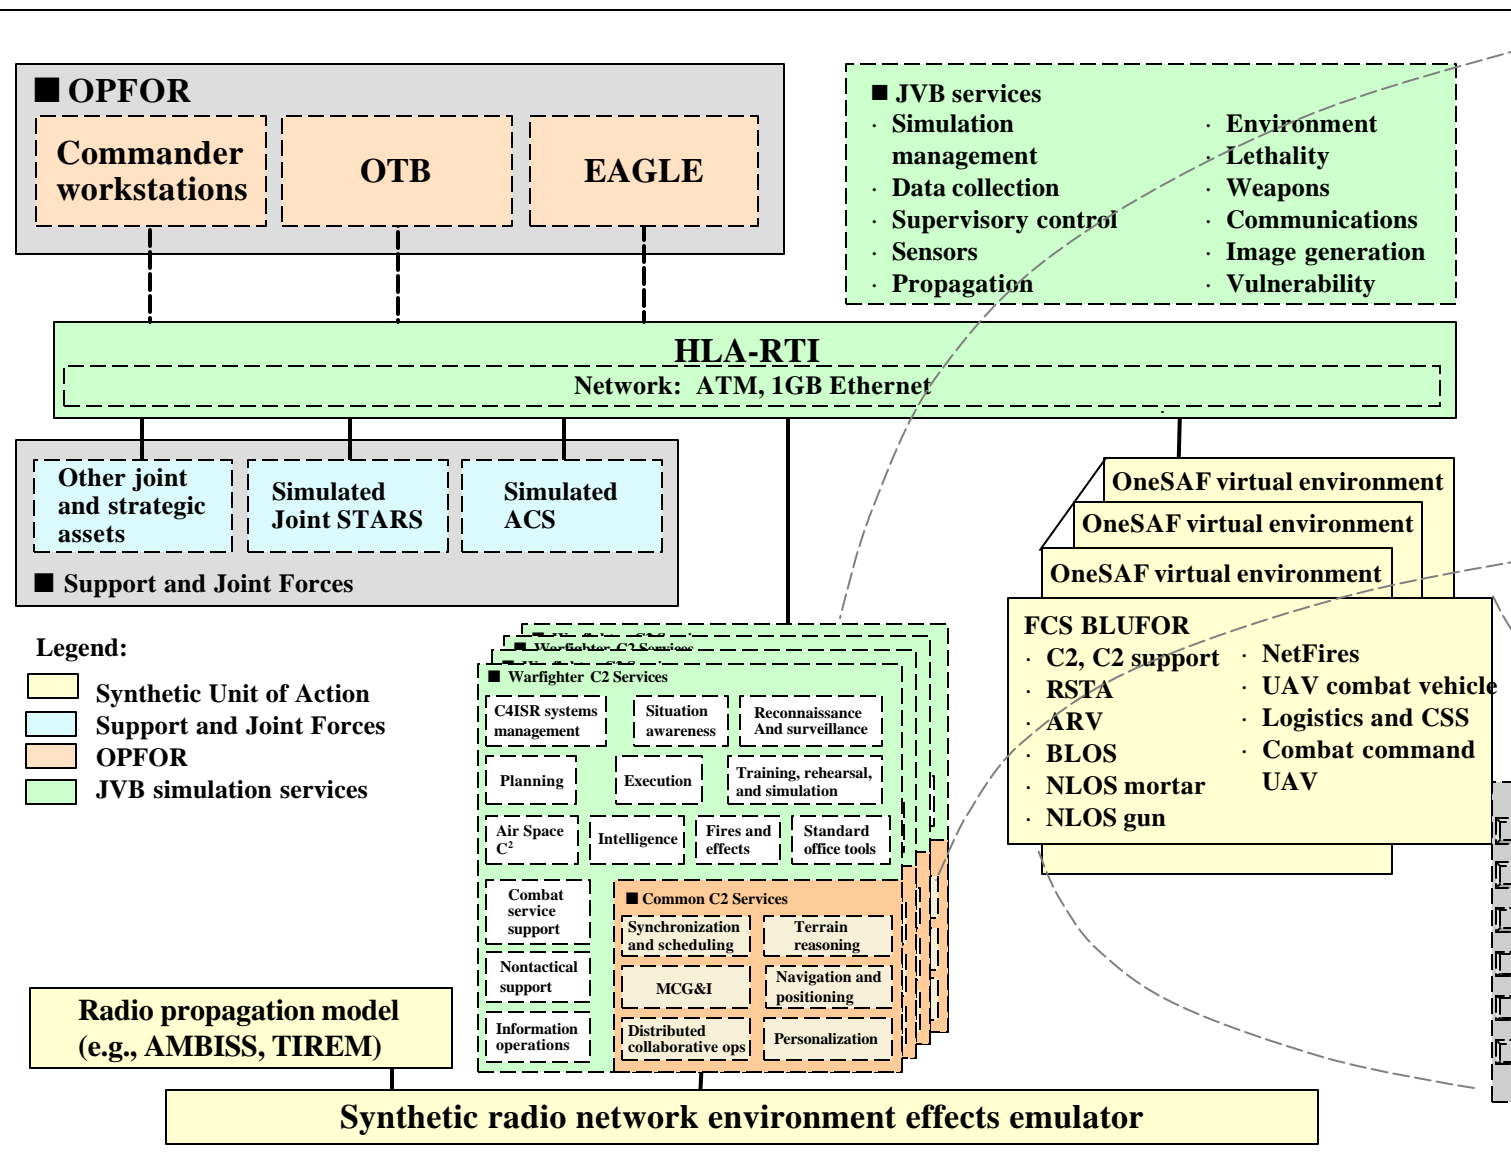 ■ OPFOR
Commander
workstations
OTB
EAGLE
■ JVB services
· Simulation
management
· Data collection
· Supervisory control
· Sensors
· Propagation
· Environment
· Lethality
· Weapons
· Communications
· Image generation
· Vulnerability
HLA-RTI
Network: ATM, 1GB Ethernet
Other joint
and strategic
assets
Simulated
Joint STARS
Simulated
ACS
■ Support and Joint Forces
OneSAF virtual environment
OneSAF virtual environment
OneSAF virtual environment
FCS BLUFOR
· C2, C2 support
· RSTA
· ARV
· BLOS
· NLOS mortar
· NLOS gun
· NetFires
· UAV combat vehicle
· Logistics and CSS
· Combat command
UAV
Legend:
Synthetic Unit of Action
Support and Joint Forces
OPFOR
JVB simulation services
■ Warfighter C2 Services
■ Warfighter C2 Services
C4ISR systems
management
Situation
awareness
Reconnaissance
And surveillance
Planning
Execution
Training, rehearsal,
and simulation
Air Space
C2
Intelligence
Fires and
effects
Standard
office tools
Combat
service
support
Nontactical
support
Information
operations
■ Common C2 Services
Synchronization
and scheduling
Terrain
reasoning
MCG&I
Navigation and
positioning
Distributed
collaborative ops
Personalization
Radio propagation model
(e.g., AMBISS, TIREM)
Synthetic radio network environment effects emulator